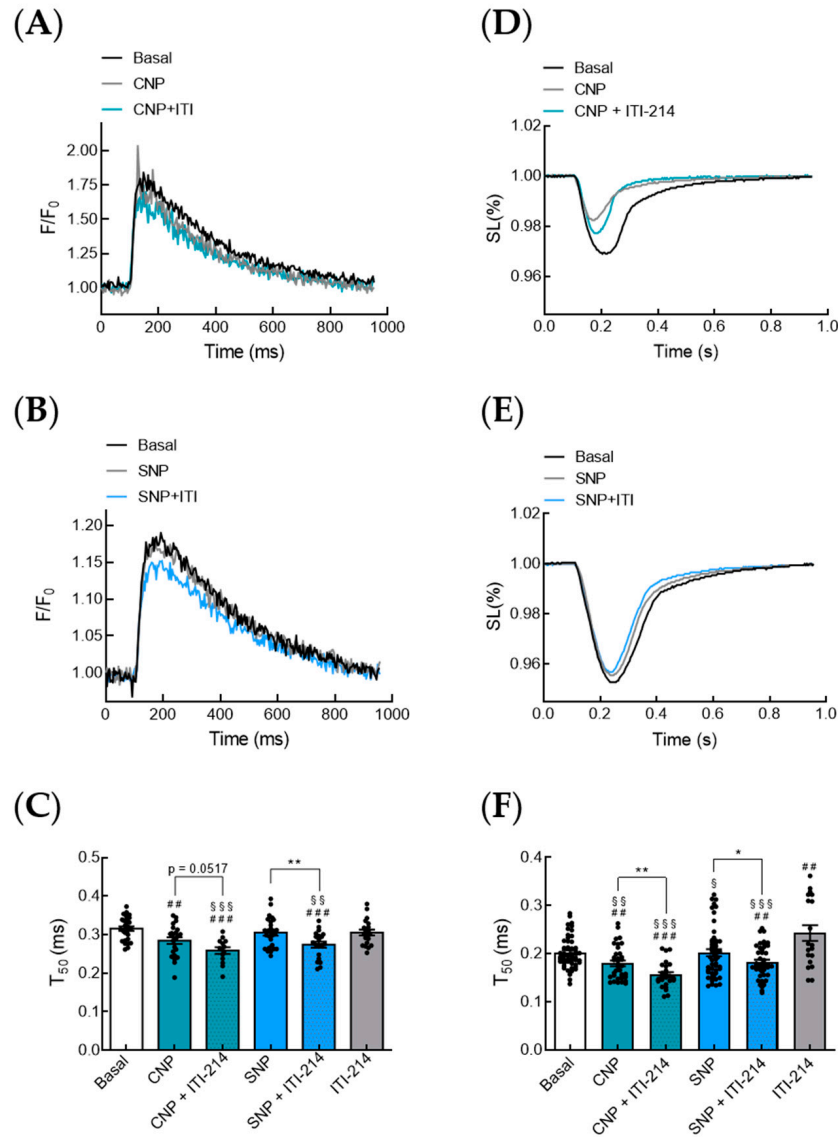 (A)
Basal
CNP
CNP+ITI
2.00
1.75
1.50
1.25
1.00
F/F0
0 200 400 600 800 1000
Time (ms)
(D)
Basal
CNP
CNP + ITI-214
1.02
1.00
0.98
0.96
SL(%)
0.0 0.2 0.4 0.6 0.8 1.0
Time (s)
(B)
Basal
SNP
SNP+ITI
1.20
1.15
1.10
1.05
1.00
F/F0
0 200 400 600 800 1000
Time (ms)
(E)
Basal
SNP
SNP+ITI
1.02
1.00
0.98
0.96
SL(%)
0.0 0.2 0.4 0.6 0.8 1.0
Time (s)
(C)
0.5
0.4
0.3
0.2
0.1
0.0
T50 (ms)
p = 0.0517
**
##
§§§
###
§§
###
Basal
CNP
CNP + ITI-214
SNP
SNP + ITI-214
ITI-214
(F)
0.4
0.3
0.2
0.1
0.0
T50 (ms)
**
*
##
§§
##
§§§
###
§
§§§
##
Basal
CNP
CNP + ITI-214
SNP
SNP + ITI-214
ITI-214